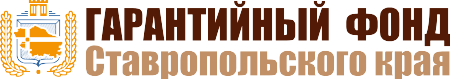 ГАРАНТИЙНЫЙ ФОНД
Ставропольского края